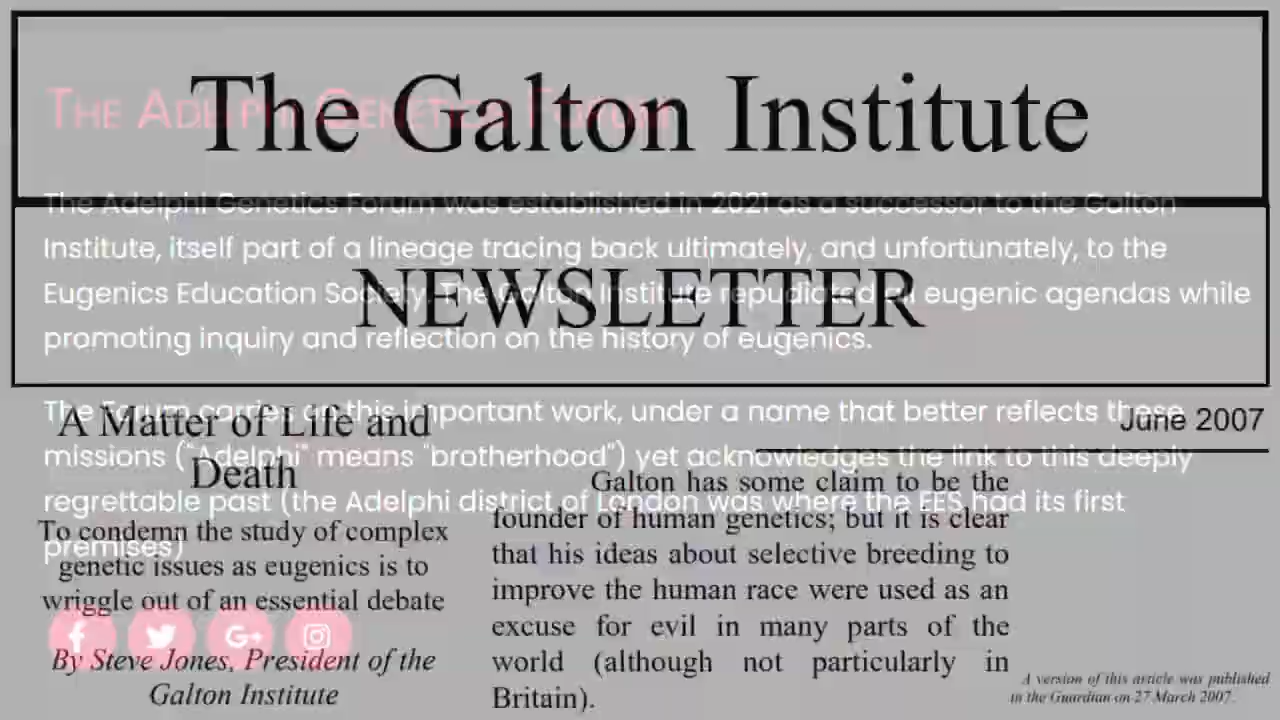 The Galton Institute
NEWSLETTER
June 2007
A Matter of Life and
Death
To condemn the study of complex
genetic issues as eugenics is to
wriggle out of an essential debate
By Steve Jones, President of the
Galton Institute
Galton has some claim to be the
founder of human genetics; but it is clear
that his ideas about selective breeding to
improve the human race were used as an
excuse for evil in many parts of the
world (although not particularly in
Britain).
A version of this article was published
in the Guardian on 27 March 2007.
The Adelphi Genetics Forum
The Adelphi Genetics Forum was established in 2021 as a successor to the Galton
Institute, itself part of a lineage tracing back ultimately, and unfortunately, to the
Eugenics Education Society. The Galton Institute repudiated all eugenic agendas while
promoting inquiry and reflection on the history of eugenics.
The Forum carries on this important work, under a name that better reflects these
missions ("Adelphi" means "brotherhood") yet acknowledges the link to this deeply
regrettable past (the Adelphi district of London was where the EES had its first
premises)